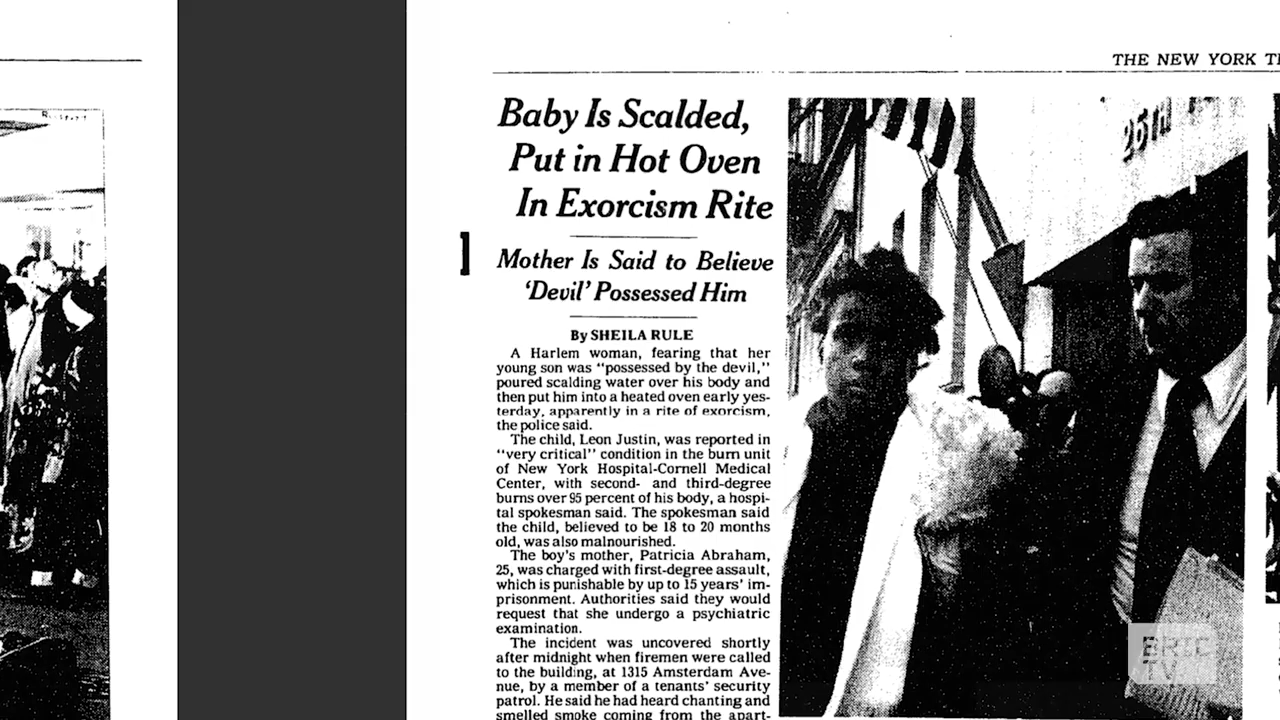 THE NEW YORK
Baby Is Scalded,
Put in Hot Oven
In Exorcism Rite
Mother Is Said to Believe
‘Devil’ Possessed Him
By SHEILA RULE
A Harlem woman, fearing that her
young son was “possessed by the devil,”
poured scalding water over his body and
then put him into a heated oven early yes-
terday, apparently in a rite of exorcism,
the police said.
The child, Leon Justin, was reported in
“very critical” condition in the burn unit
of New York Hospital-Cornell Medical
Center, with second- and third-degree
burns over 95 percent of his body, a hospi-
tal spokesman said. The spokesman said
the child, believed to be 18 to 20 months
old, was also malnourished.
The boy’s mother, Patricia Abraham,
25, was charged with first-degree assault,
which is punishable by up to 15 years’ im-
prisonment. Authorities said they would
request that she undergo a psychiatric
examination.
The incident was uncovered shortly
after midnight when firemen were called
to the building, at 1315 Amsterdam Ave-
nue, by a member of a tenants’ security
patrol. He said he had heard chanting and
smelled smoke coming from the apart-
25TH
BRIC
TV